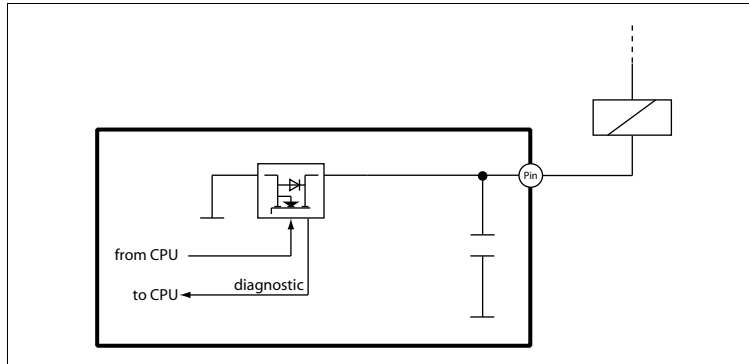 Pin
from CPU
diagnostic
to CPU